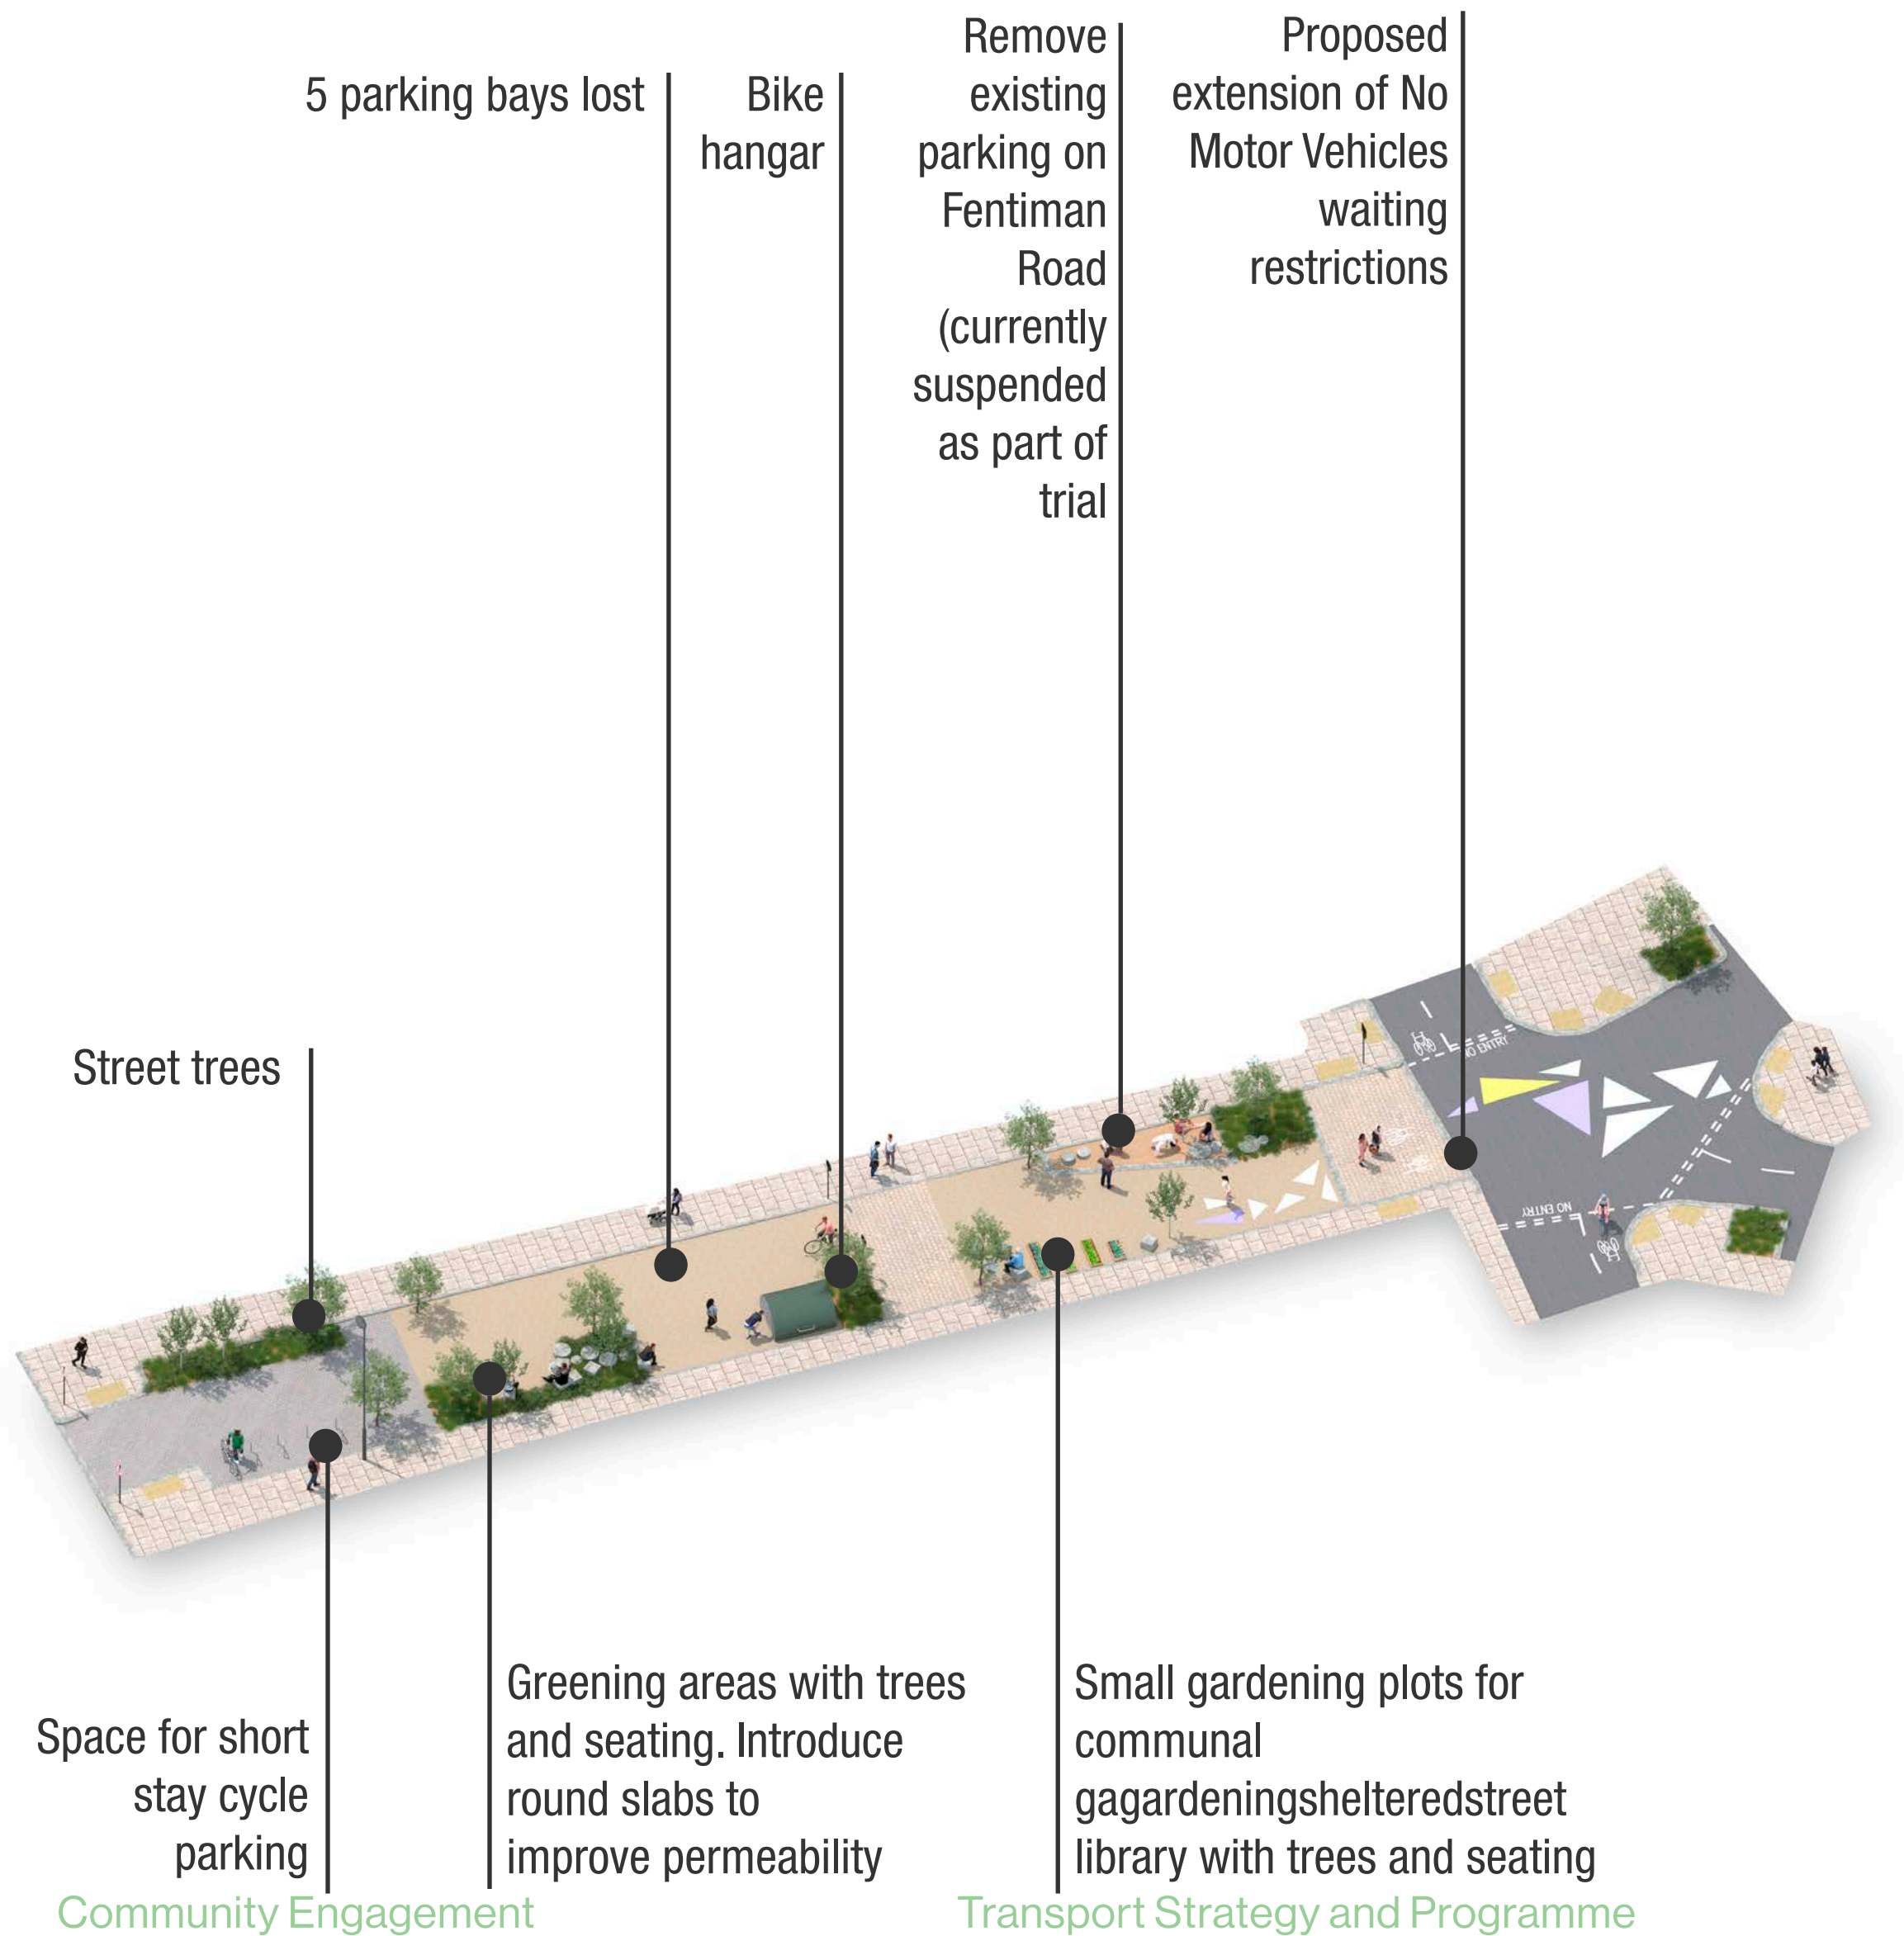 5 parking bays lost
Bike
hangar
Remove
existing
parking on
Fentiman
Road
(currently
suspended
as part of
trial
Proposed
extension of No
Motor Vehicles
waiting
restrictions
Street trees
NO ENTRY
NO ENTRY
Space for short
stay cycle
parking
Greening areas with trees
and seating. Introduce
round slabs to
improve permeability
Small gardening plots for
communal
gagardeningshelteredstreet
library with trees and seating
Community Engagement
Transport Strategy and Programme